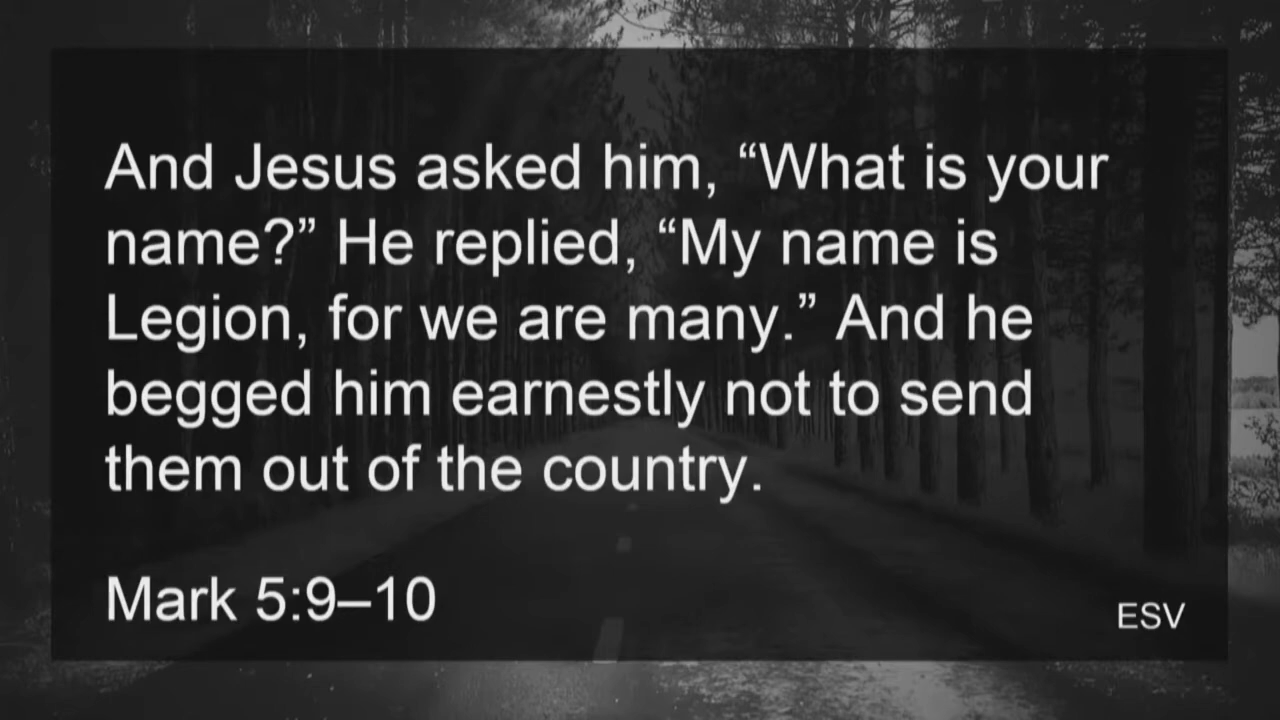 And Jesus asked him, “What is your
name?” He replied, “My name is
Legion, for we are many.” And he
begged him earnestly not to send
them out of the country.
Mark 5:9–10
ESV